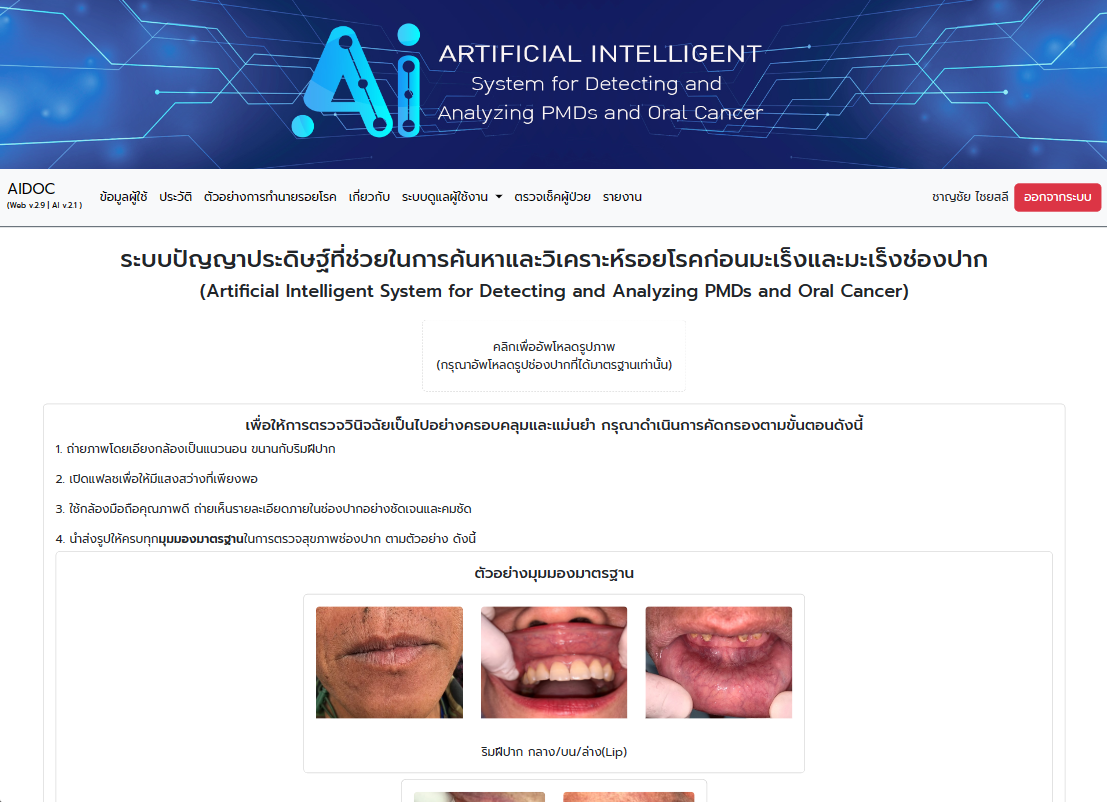 Ai
ARTIFICIAL INTELLIGENT
System for Detecting and
Analyzing PMDs and Oral Cancer
AIDOC
(Web v.2.9 | AI v.2.1 )
ข้อมูลผู้ใช้ ประวัติ ตัวอย่างการทำนายรอยโรค เกี่ยวกับ ระบบดูแลผู้ใช้งาน ตรวจเช็คผู้ป่วย รายงาน
ชาญชัย ไชยสลี ออกจากระบบ
ระบบปัญญาประดิษฐ์ที่ช่วยในการค้นหาและวิเคราะห์รอยโรคก่อนมะเร็งและมะเร็งช่องปาก
(Artificial Intelligent System for Detecting and Analyzing PMDs and Oral Cancer)
คลิกเพื่ออัพโหลดรูปภาพ
(กรุณาอัพโหลดรูปช่องปากที่ได้มาตรฐานเท่านั้น)
เพื่อให้การตรวจวินิจฉัยเป็นไปอย่างครอบคลุมและแม่นยำ กรุณาดำเนินการคัดกรองตามขั้นตอนดังนี้
1. ถ่ายภาพโดยเอียงกล้องเป็นแนวนอน ขนานกับริมฝีปาก
2. เปิดแฟลชเพื่อให้มีแสงสว่างที่เพียงพอ
3. ใช้กล้องมือถือคุณภาพดี ถ่ายเห็นรายละเอียดภายในช่องปากอย่างชัดเจนและคมชัด
4. นำส่งรูปให้ครบทุกมุมมองมาตรฐานในการตรวจสุขภาพช่องปาก ตามตัวอย่าง ดังนี้
ตัวอย่างมุมมองมาตรฐาน
ริมฝีปาก กลาง/บน/ล่าง(Lip)